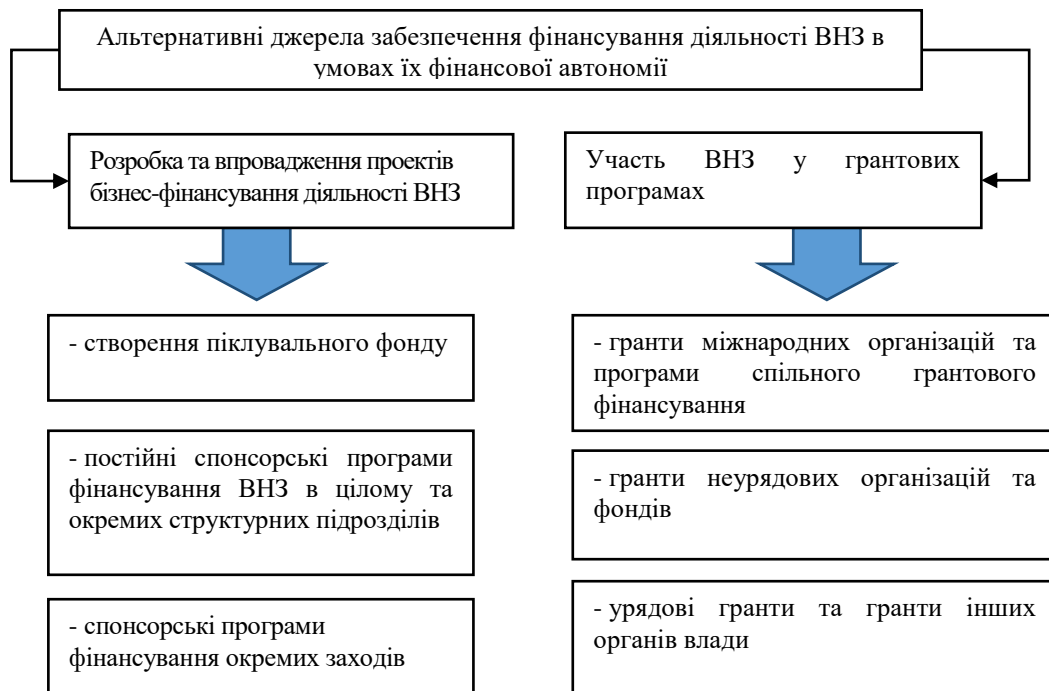 Альтернативні джерела забезпечення фінансування діяльності ВНЗ в
умовах їх фінансової автономії
Розробка та впровадження проектів
бізнес-фінансування діяльності ВНЗ
Участь ВНЗ у грантових
програмах
- створення піклувального фонду
- постійні спонсорські програми
фінансування ВНЗ в цілому та
окремих структурних підрозділів
- спонсорські програми
фінансування окремих заходів
- гранти міжнародних організацій та
програми спільного грантового
фінансування
- гранти неурядових організацій та
фондів
- урядові гранти та гранти інших
органів влади